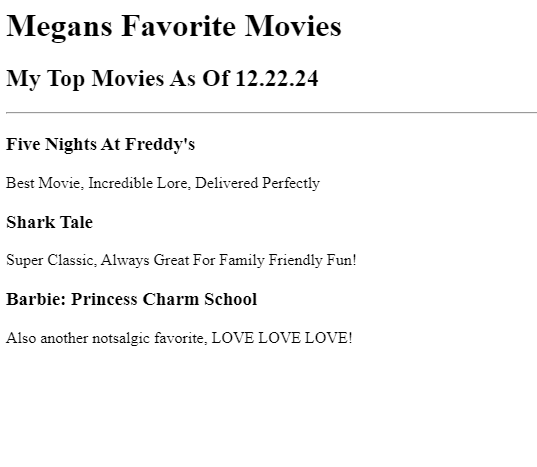 Megans Favorite Movies
My Top Movies As Of 12.22.24
Five Nights At Freddy's
Best Movie, Incredible Lore, Delivered Perfectly
Shark Tale
Super Classic, Always Great For Family Friendly Fun!
Barbie: Princess Charm School
Also another notsalgic favorite, LOVE LOVE LOVE!